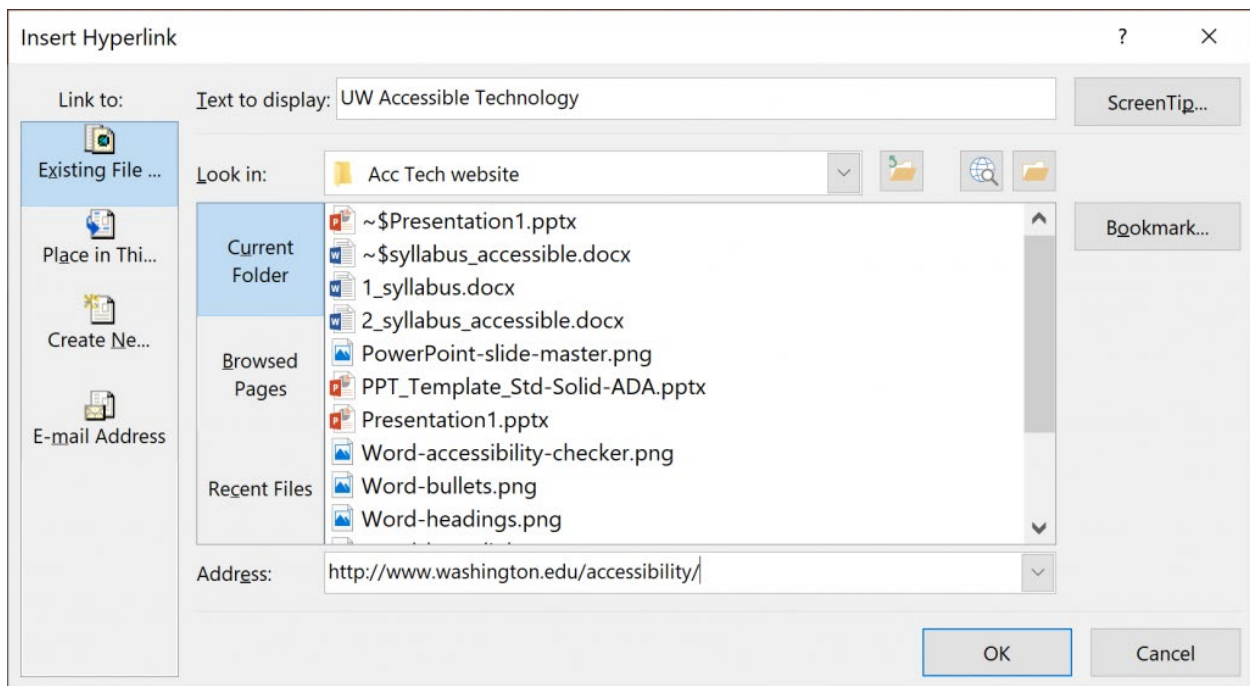 Insert Hyperlink
?
Link to:
Existing File ...
Place in Thi...
Create Ne...
E-mail Address
Text to display: UW Accessible Technology
ScreenTip...
Look in: Acc Tech website
Current
Folder
Browsed
Pages
Recent Files
~$Presentation1.pptx
~$syllabus_accessible.docx
1_syllabus.docx
2_syllabus_accessible.docx
PowerPoint-slide-master.png
PPT_Template_Std-Solid-ADA.pptx
Presentation1.pptx
Word-accessibility-checker.png
Word-bullets.png
Word-headings.png
Bookmark...
Address: http://www.washington.edu/accessibility/
OK
Cancel